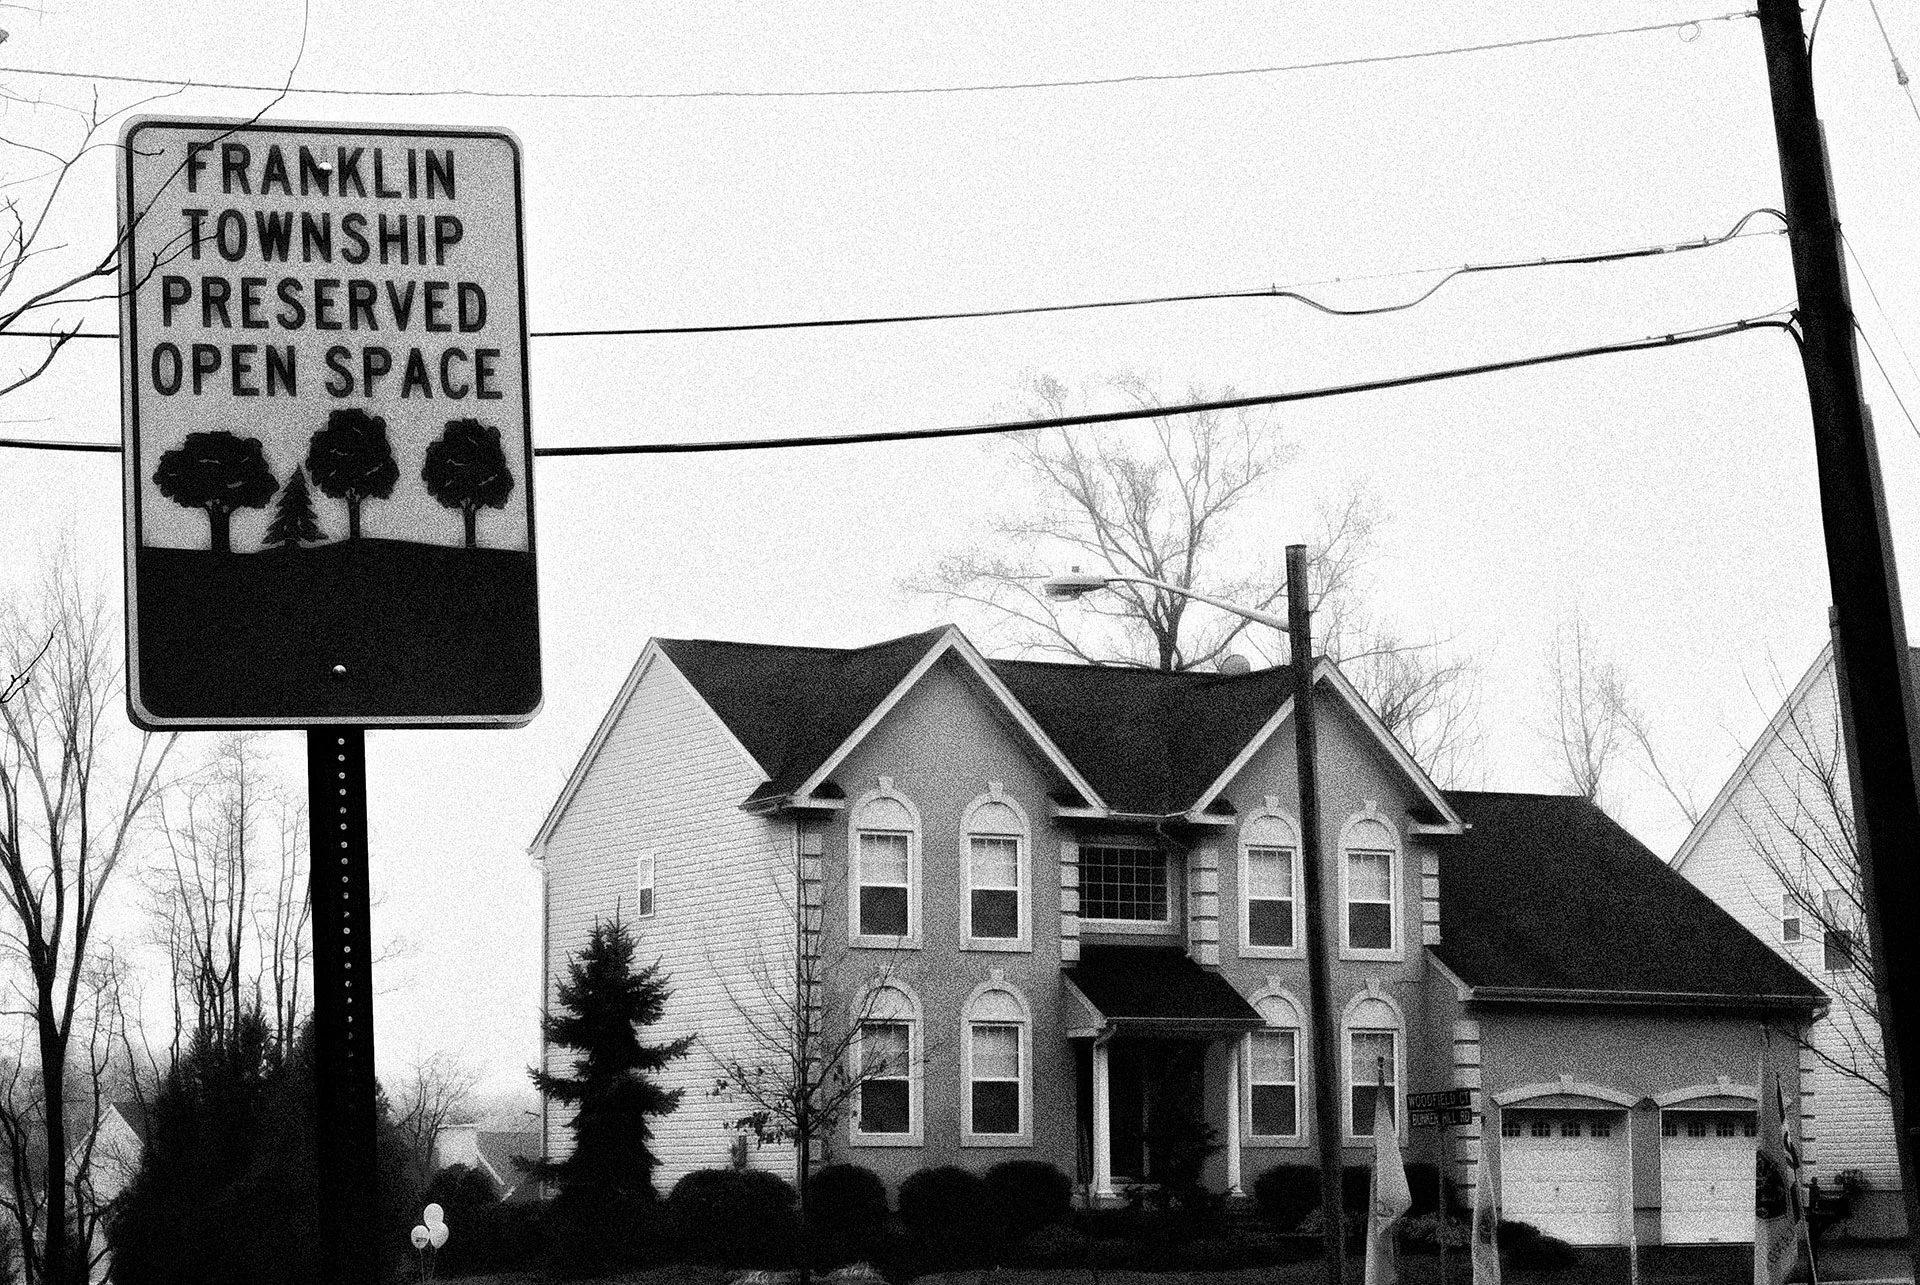 FRANKLIN
TOWNSHIP
PRESERVED
OPEN SPACE
WOODFIELD CT
BUNKER HILL RD